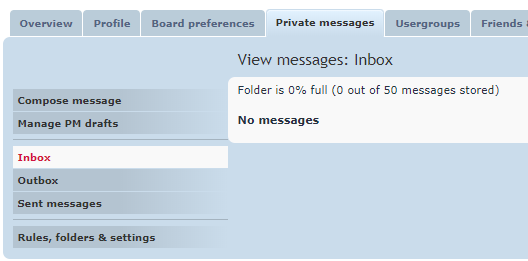 Overview Profile Board preferences Private messages Usergroups Friends
View messages: Inbox
Folder is 0% full (0 out of 50 messages stored)
No messages
Compose message
Manage PM drafts
Inbox
Outbox
Sent messages
Rules, folders & settings